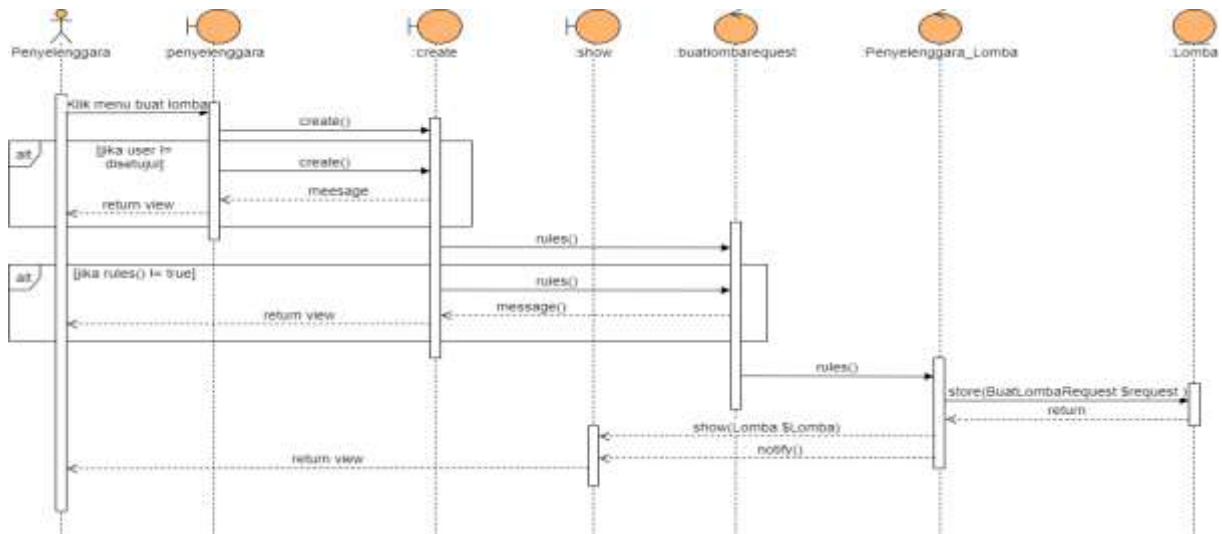 Penyelenggara
:penyelenggara
:create
:show
:buatlombarequest
:Penyelenggara_Lomba
:Lomba
Klik menu buat lomba
create()
alt
[jika user !=
disetujui]
create()
meesage
return view
rules()
alt
[jika rules() != true]
rules()
message()
return view
rules()
store(BuatLombaRequest $request )
return
show(Lomba $Lomba)
notify()
return view